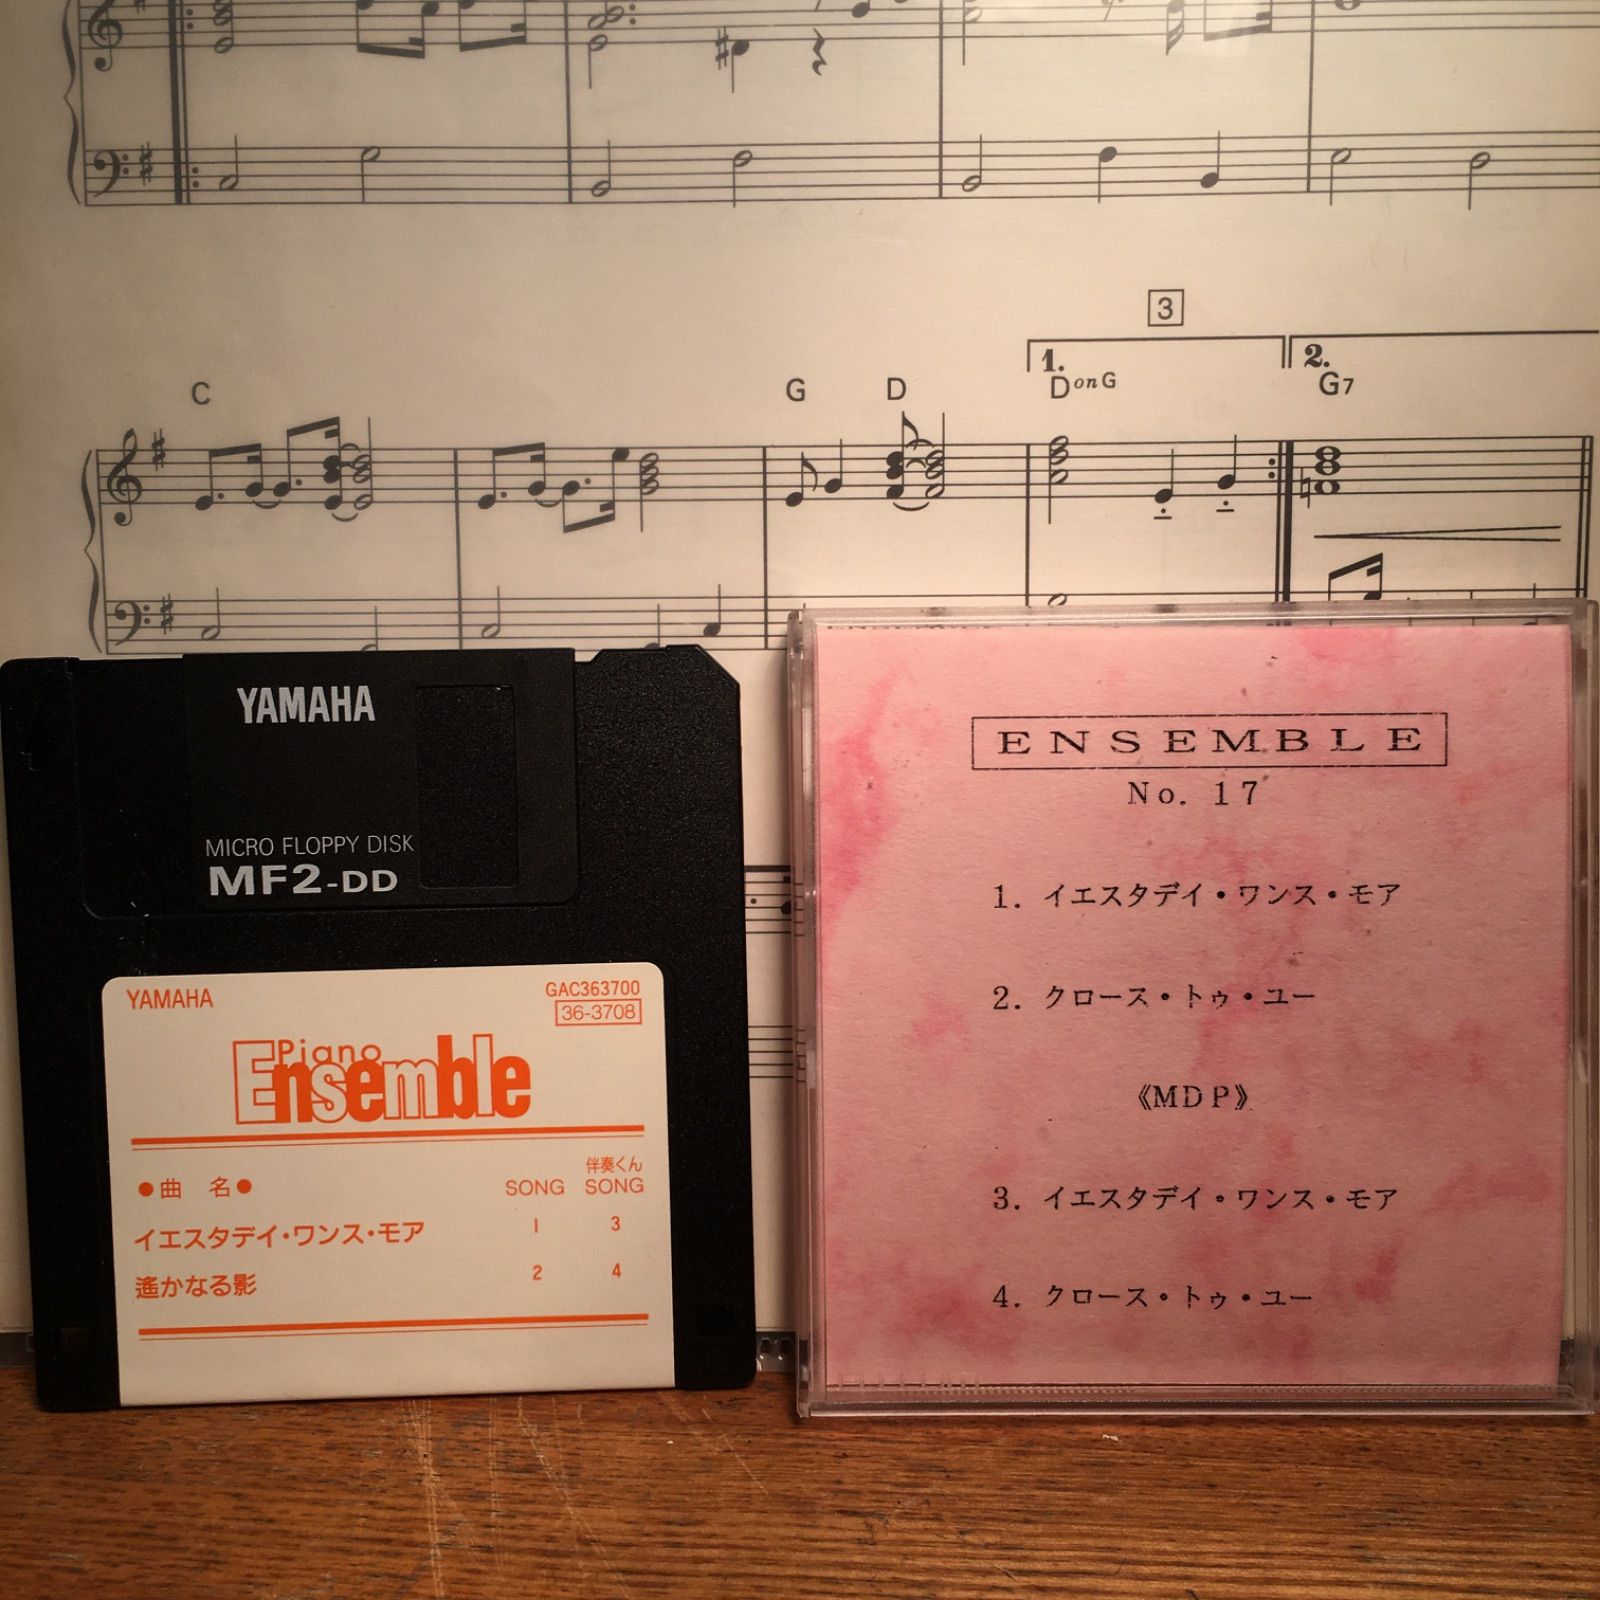 3
1.
2.
C
G
D
D on G
G7
YAMAHA
MICRO FLOPPY DISK
MF2-DD
YAMAHA
GAC363700
36-3708
Piano
Ensemble
伴奏くん
●曲 名● SONG SONG
イエスタデイ・ワンス・モア 1 3
遙かなる影 2 4
ENSEMBLE
No. 17
1. イエスタデイ・ワンス・モア
2. クロース・トゥ・ユー
《MDP》
3. イエスタデイ・ワンス・モア
4. クロース・トゥ・ユー